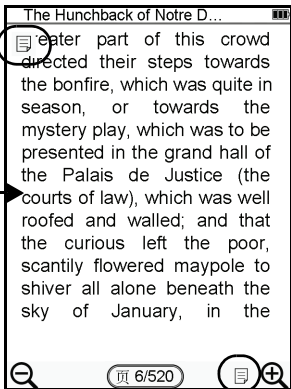 The Hunchback of Notre D...
eater part of this crowd
directed their steps towards
the bonfire, which was quite in
season, or towards the
mystery play, which was to be
presented in the grand hall of
the Palais de Justice (the
courts of law), which was well
roofed and walled; and that
the curious left the poor,
scantily flowered maypole to
shiver all alone beneath the
sky of January, in the
页 6/520